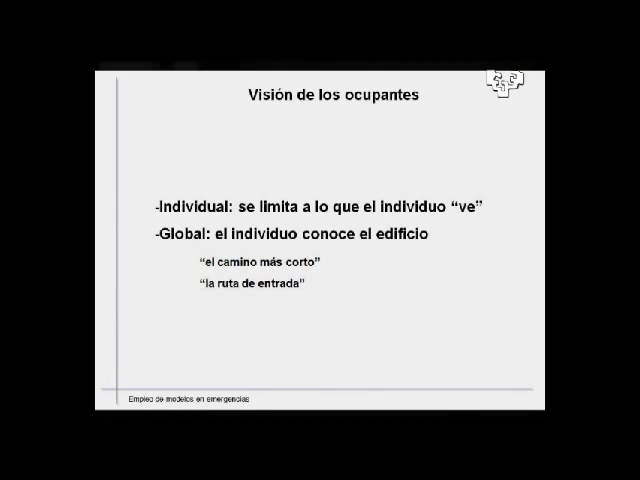 Visión de los ocupantes
-Individual: se limita a lo que el individuo “ve”
-Global: el individuo conoce el edificio
“el camino más corto”
“la ruta de entrada”
Empleo de modelos en emergencias